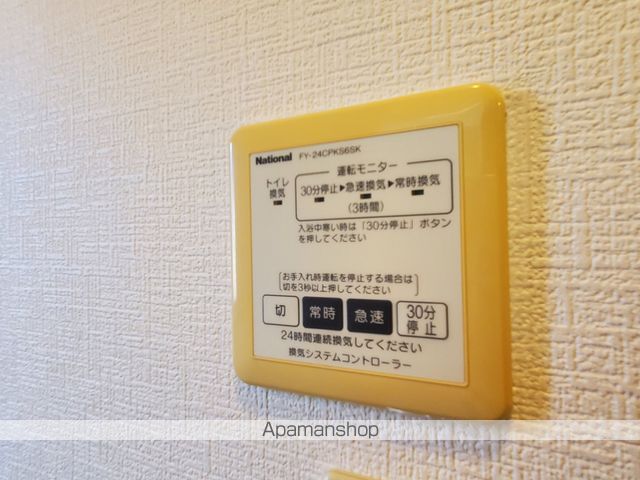 National FY-24CPKS6SK
運転モニター
トイレ
換気
30分停止▶急速換気▶常時換気
(3時間)
入浴中寒い時は「30分停止」ボタン
を押してください
お手入れ時運転を停止する場合は
切を3秒以上押してください
切 常時 急速 30分
停止
24時間連続換気してください
換気システムコントローラー
Apamanshop